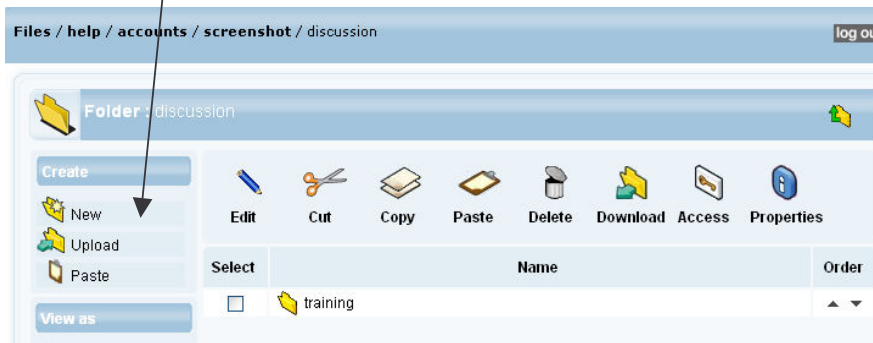 Files / help / accounts / screenshot / discussion
log ou
Folder : discussion
Create
New
Upload
Paste
View as
Edit Cut Copy Paste Delete Download Access Properties
Select Name Order
training